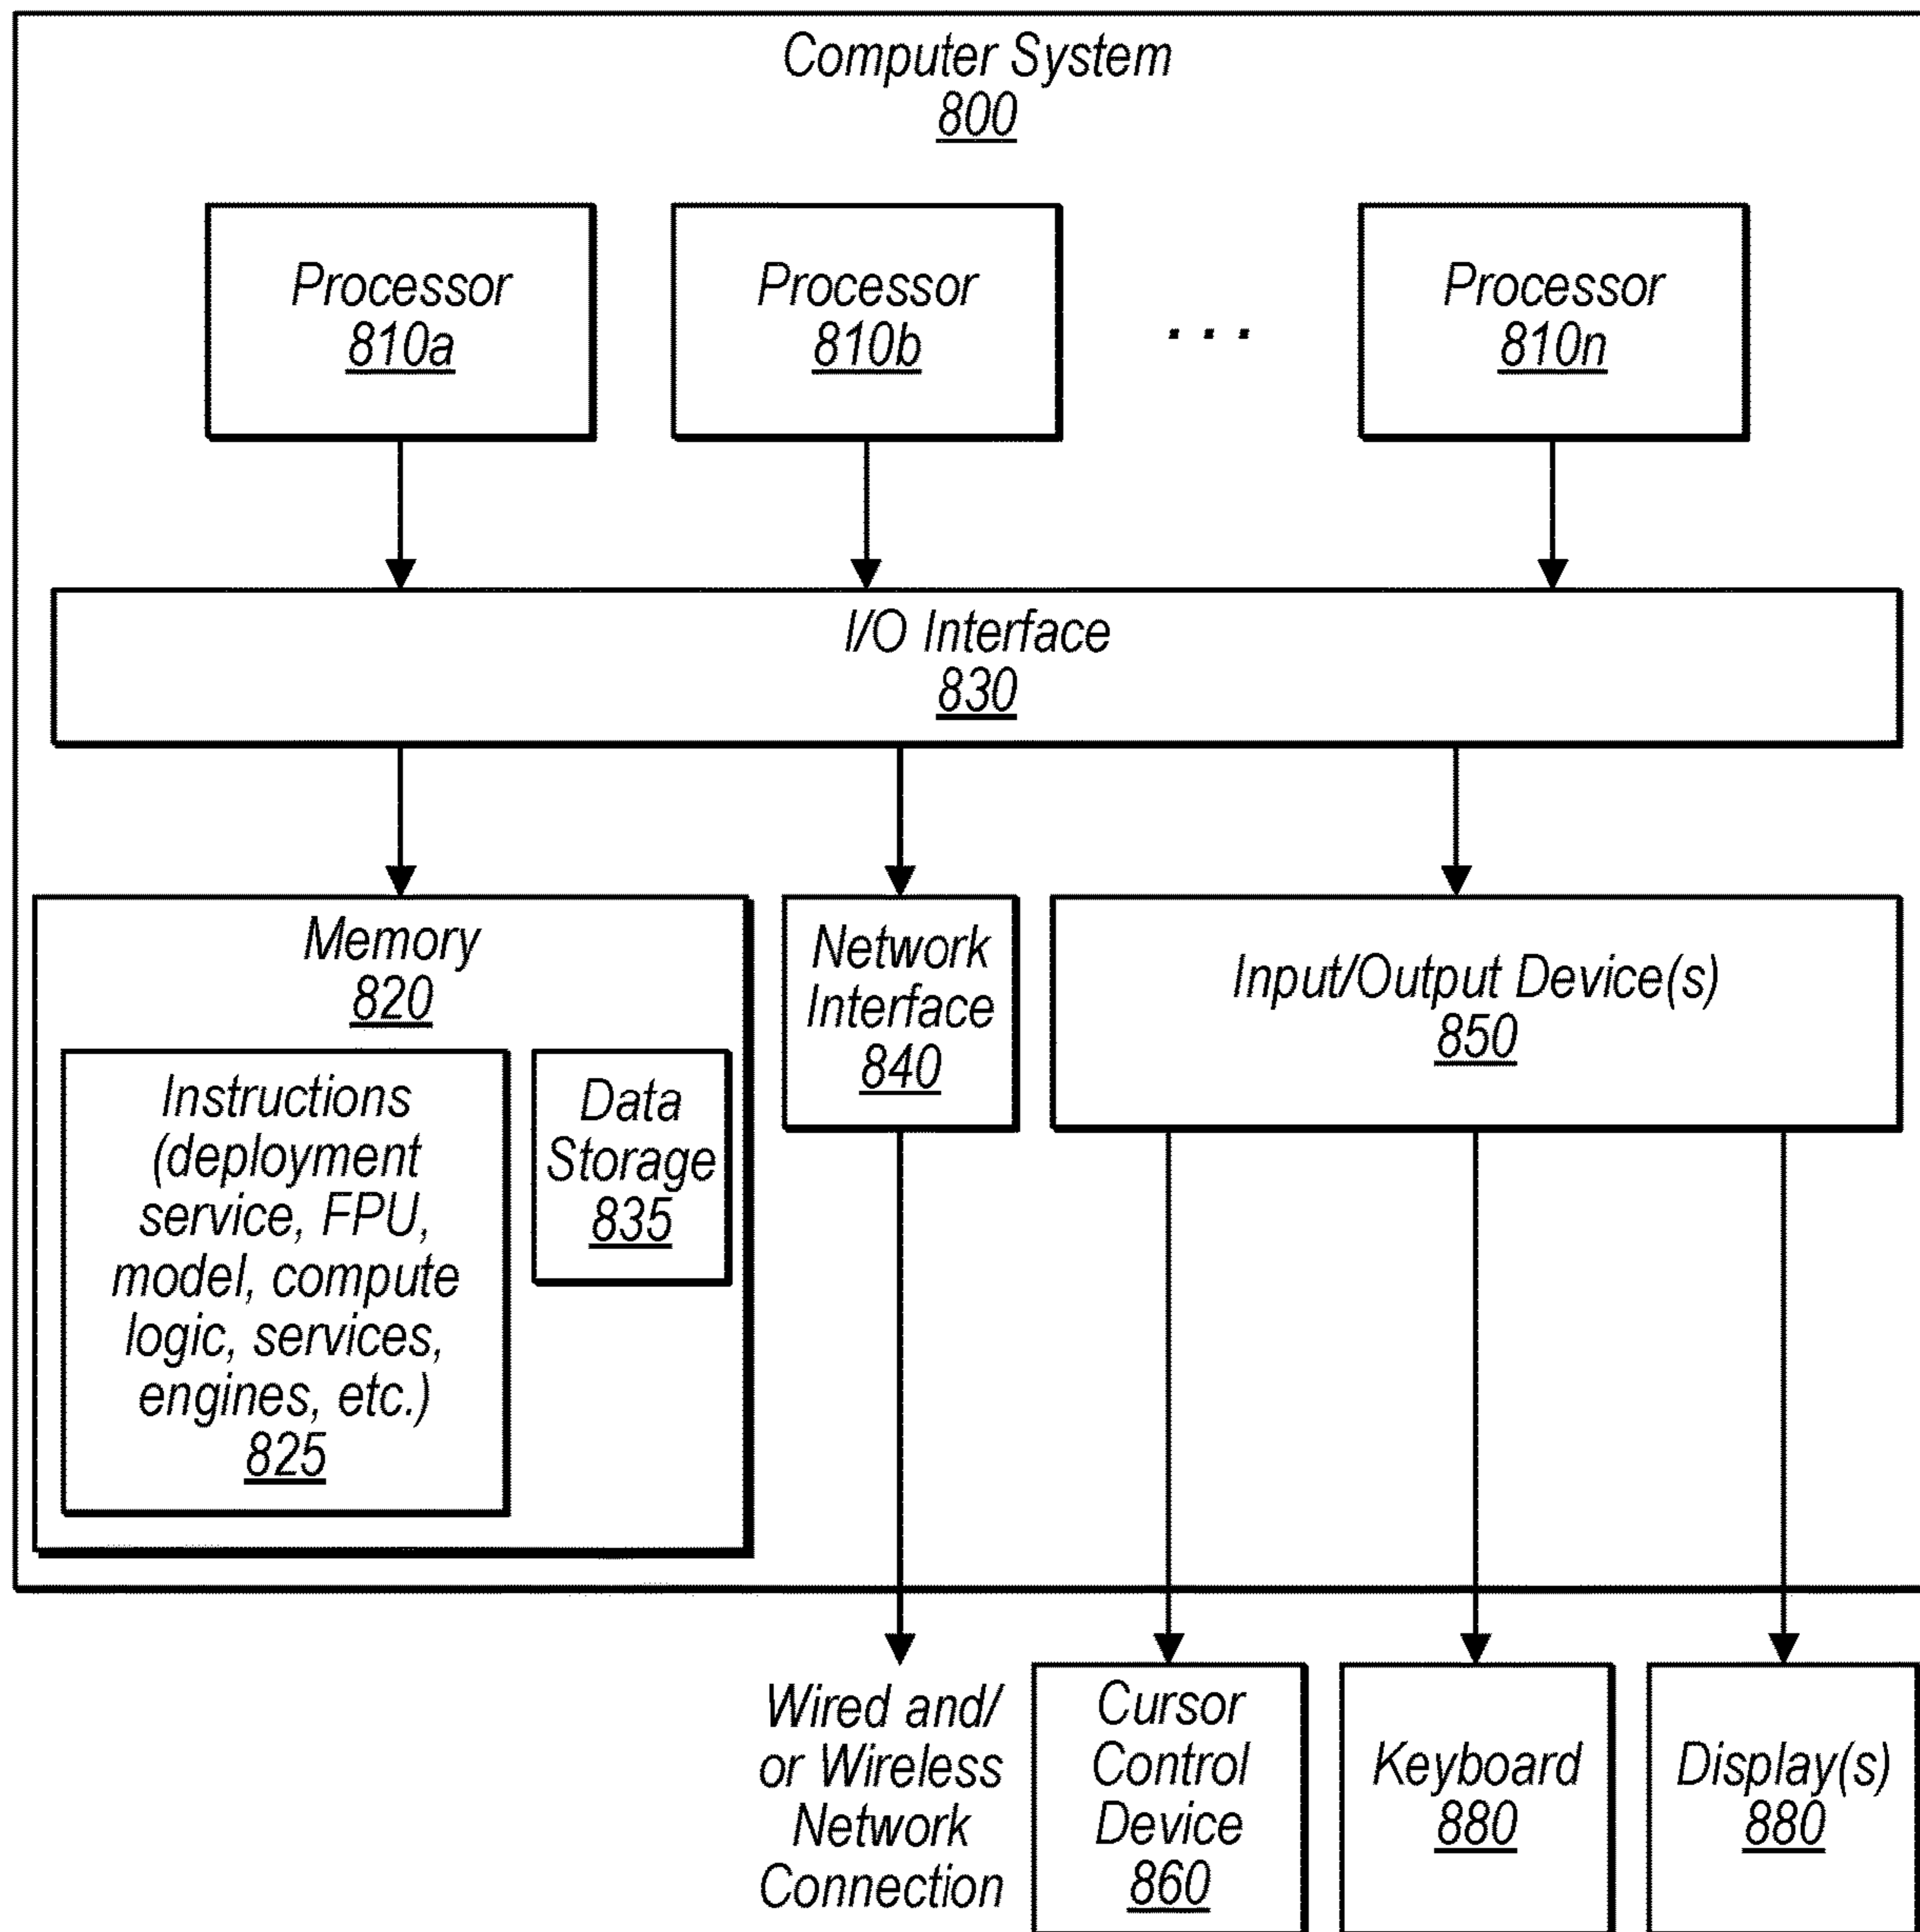 Computer System
800
Processor
810a
Processor
810b
. . .
Processor
810n
I/O Interface
830
Memory
820
Instructions
(deployment
service, FPU,
model, compute
logic, services,
engines, etc.)
825
Data
Storage
835
Network
Interface
840
Input/Output Device(s)
850
Wired and/
or Wireless
Network
Connection
Cursor
Control
Device
860
Keyboard
880
Display(s)
880